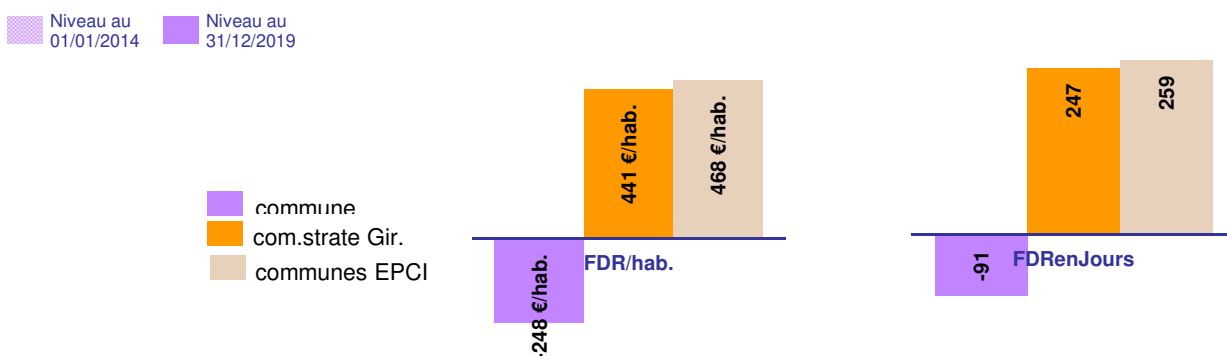 Niveau au
01/01/2014
Niveau au
31/12/2019
commune
com.strate Gir.
communes EPCI
-248 €/hab.
441 €/hab.
468 €/hab.
FDR/hab.
-91
247
259
FDRenJours